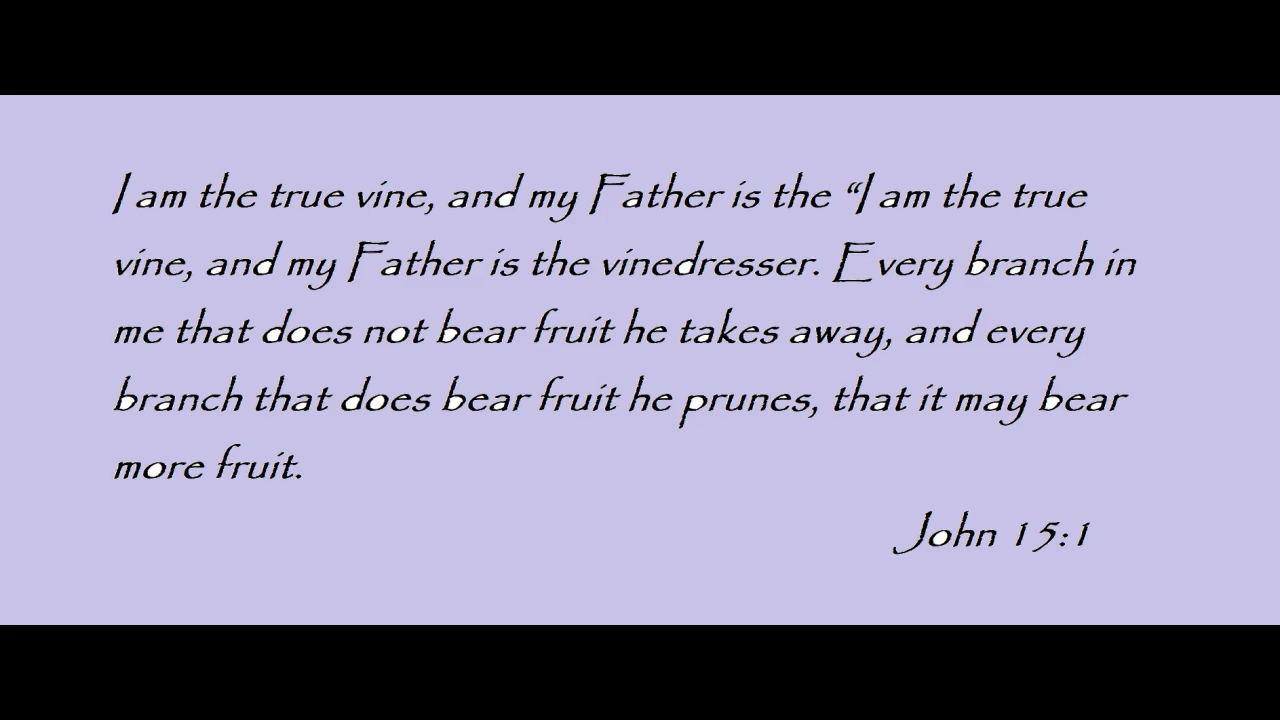 I am the true vine, and my Father is the “I am the true
vine, and my Father is the vinedresser. Every branch in
me that does not bear fruit he takes away, and every
branch that does bear fruit he prunes, that it may bear
more fruit.
John 15:1